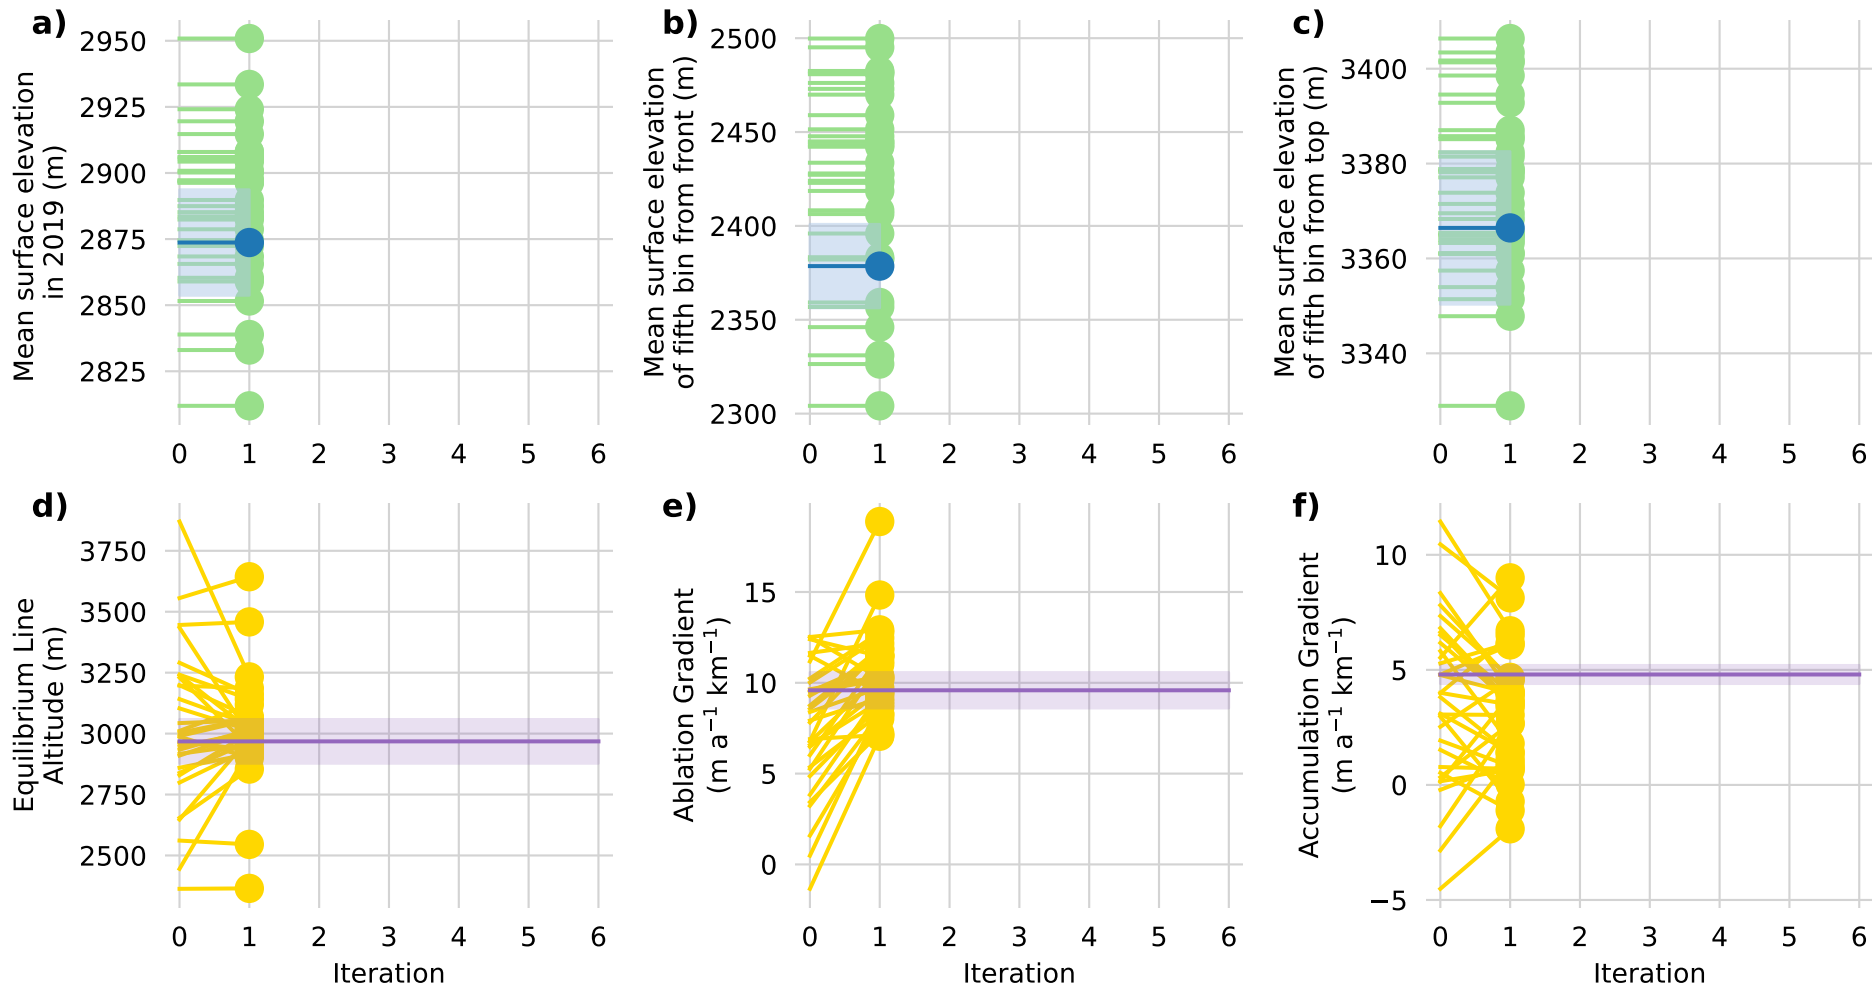 a)
Mean surface elevation
in 2019 (m)
2950
2925
2900
2875
2850
2825
0 1 2 3 4 5 6
b)
Mean surface elevation
of fifth bin from front (m)
2500
2450
2400
2350
2300
0 1 2 3 4 5 6
c)
Mean surface elevation
of fifth bin from top (m)
3400
3380
3360
3340
0 1 2 3 4 5 6
d)
Equilibrium Line
Altitude (m)
3750
3500
3250
3000
2750
2500
0 1 2 3 4 5 6
Iteration
e)
Ablation Gradient
(m a⁻¹ km⁻¹)
15
10
5
0
0 1 2 3 4 5 6
Iteration
f)
Accumulation Gradient
(m a⁻¹ km⁻¹)
10
5
0
−5
0 1 2 3 4 5 6
Iteration